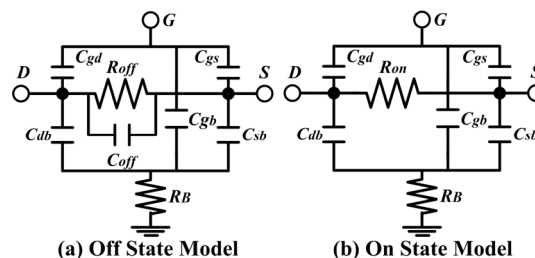 G
G
D
Cgd
Roff
Cgs
S
D
Cgd
Ron
Cgs
S
Cdb
Coff
Cgb
Csb
Cdb
Cgb
Csb
RB
RB
(a) Off State Model
(b) On State Model